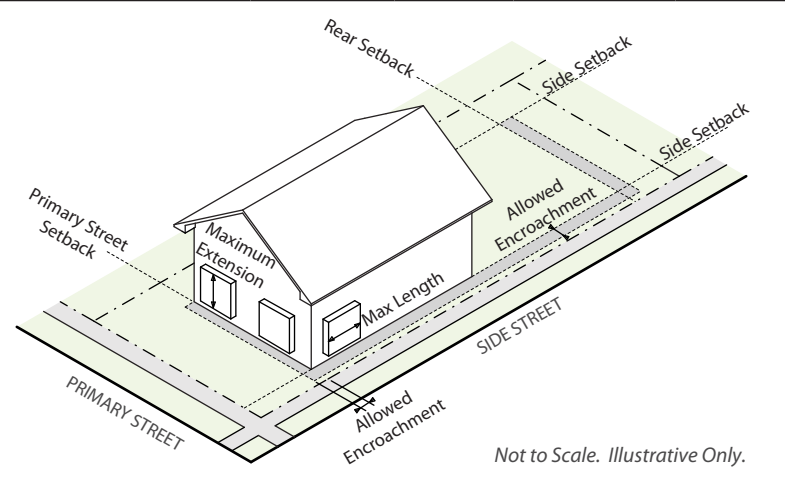 Rear Setback
Side Setback
Side Setback
Primary Street
Setback
Allowed
Encroachment
Maximum
Extension
Max Length
SIDE STREET
PRIMARY STREET
Allowed
Encroachment
Not to Scale. Illustrative Only.